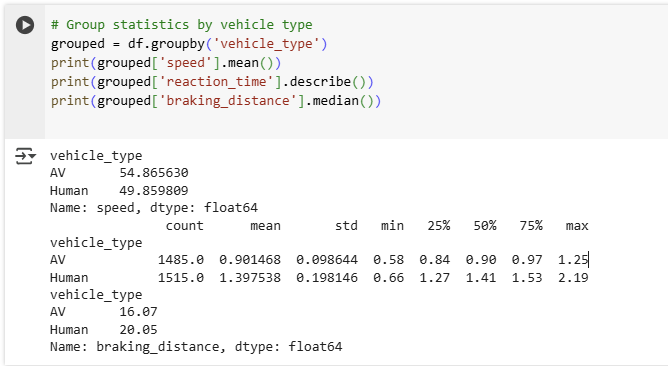 # Group statistics by vehicle type
grouped = df.groupby('vehicle_type')
print(grouped['speed'].mean())
print(grouped['reaction_time'].describe())
print(grouped['braking_distance'].median())
vehicle_type
AV       54.865630
Human    49.859809
Name: speed, dtype: float64
               count      mean       std   min   25%   50%   75%   max
vehicle_type
AV            1485.0  0.901468  0.098644  0.58  0.84  0.90  0.97  1.25
Human         1515.0  1.397538  0.198146  0.66  1.27  1.41  1.53  2.19
vehicle_type
AV       16.07
Human    20.05
Name: braking_distance, dtype: float64